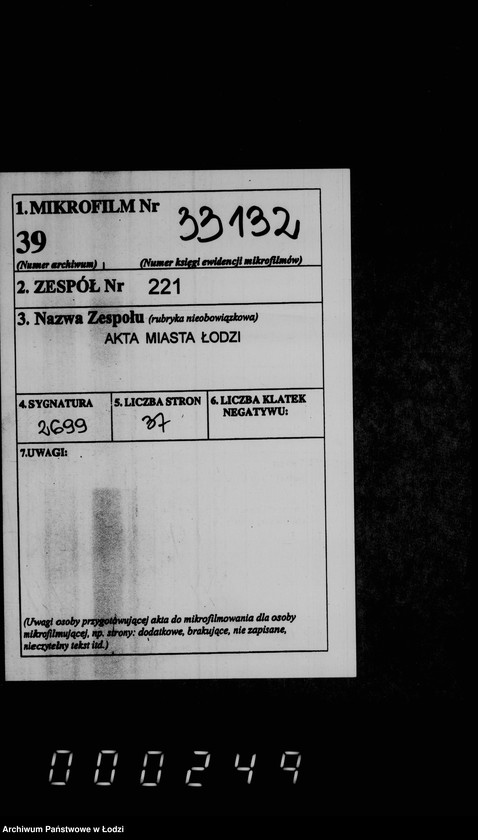 1. MIKROFILM Nr 33132
39
(Numer archiwum) (Numer księgi ewidencji mikrofilmów)
2. ZESPÓŁ Nr 221
3. Nazwa Zespołu (rubryka nieobowiązkowa)
AKTA MIASTA ŁODZI
4. SYGNATURA 5. LICZBA STRON 6. LICZBA KLATEK
NEGATYWU:
2699 37
7. UWAGI:
(Uwagi osoby przygotowującej akta do mikrofilmowania dla osoby
mikrofilmującej, np. strony: dodatkowe, brakujące, nie zapisane,
nieczytelny tekst itd.)
000249
Archiwum Państwowe w Łodzi